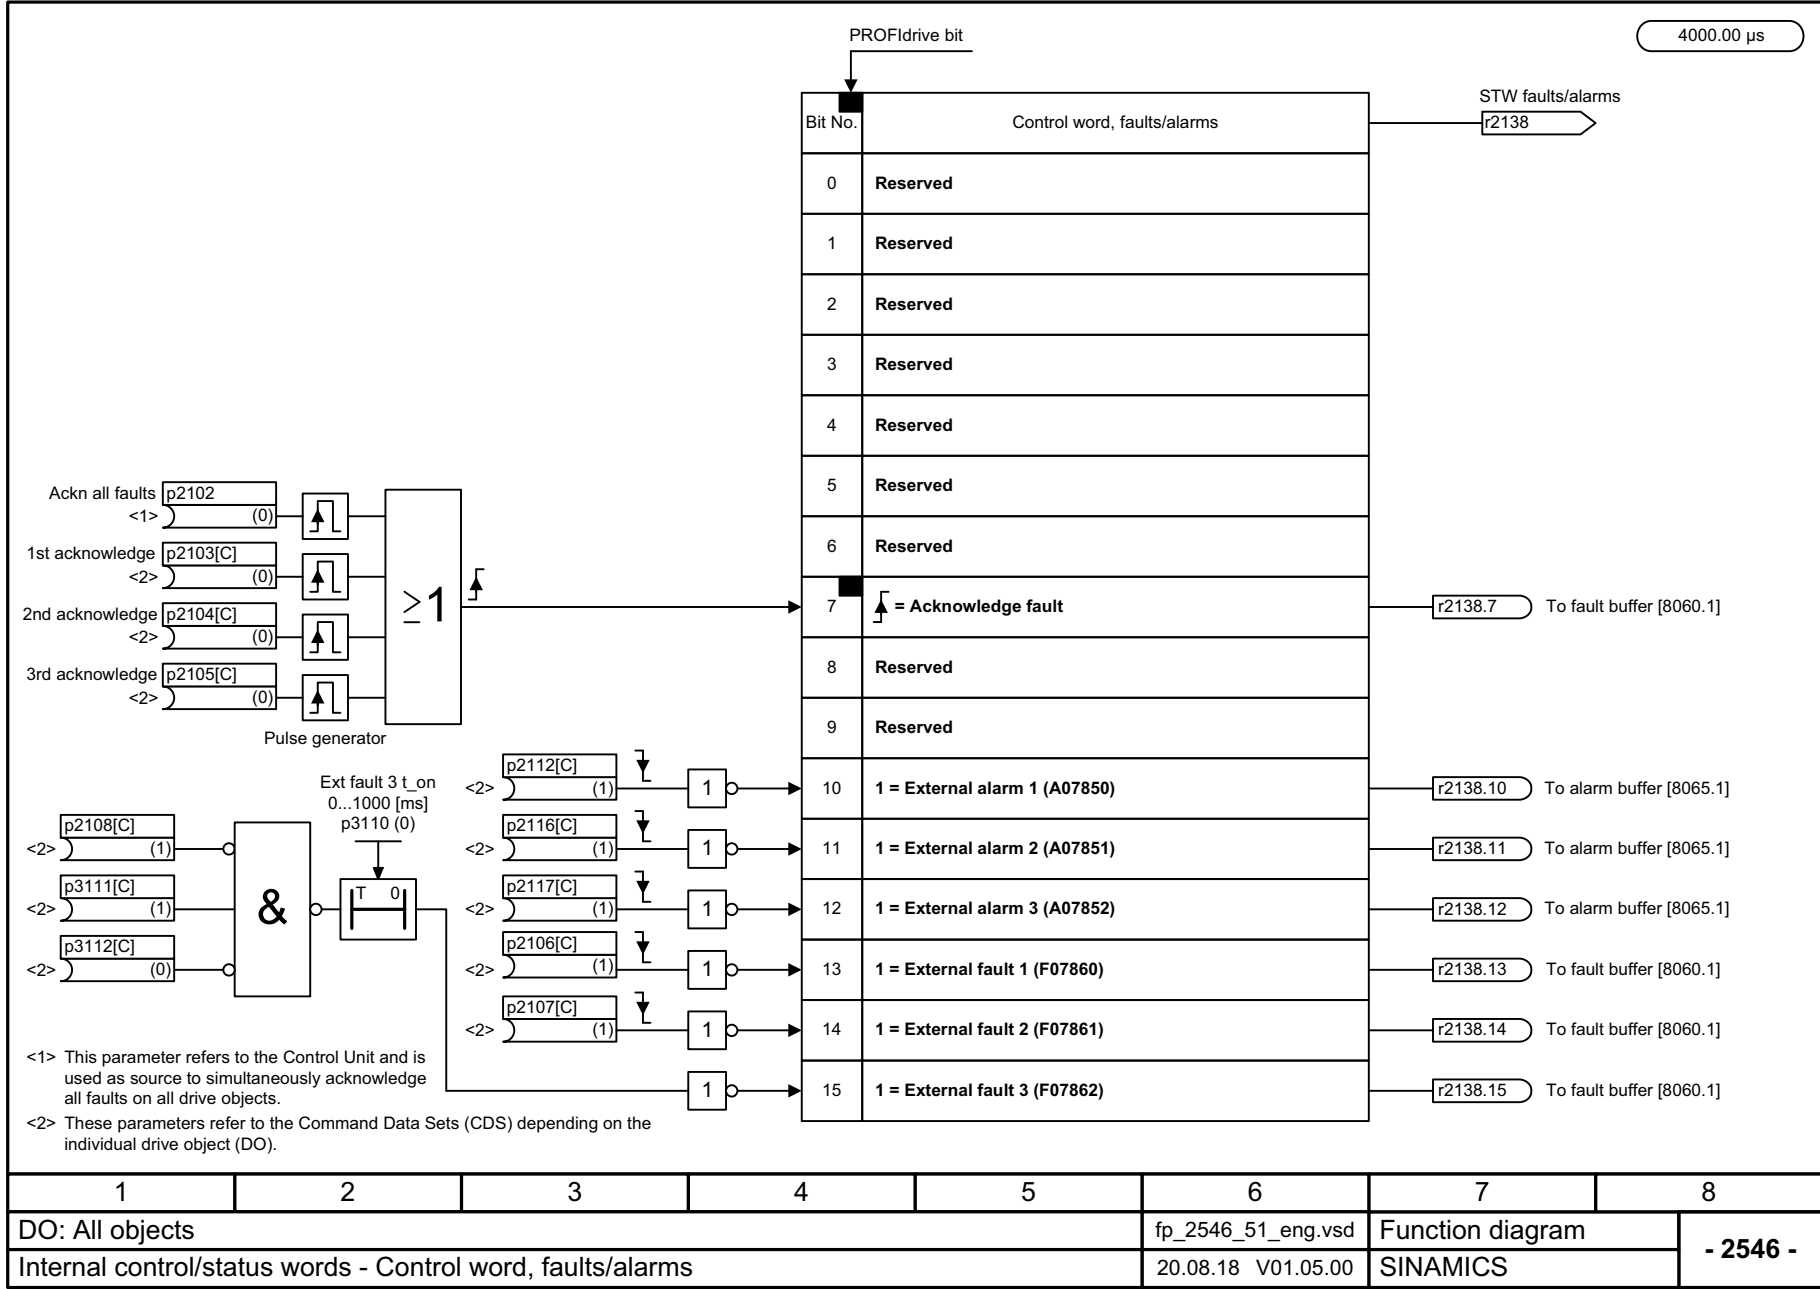 PROFIdrive bit
4000.00 µs
STW faults/alarms
r2138
Bit No.
Control word, faults/alarms
0 Reserved
1 Reserved
2 Reserved
3 Reserved
4 Reserved
5 Reserved
6 Reserved
7 = Acknowledge fault
r2138.7 To fault buffer [8060.1]
8 Reserved
9 Reserved
10 1 = External alarm 1 (A07850)
r2138.10 To alarm buffer [8065.1]
11 1 = External alarm 2 (A07851)
r2138.11 To alarm buffer [8065.1]
12 1 = External alarm 3 (A07852)
r2138.12 To alarm buffer [8065.1]
13 1 = External fault 1 (F07860)
r2138.13 To fault buffer [8060.1]
14 1 = External fault 2 (F07861)
r2138.14 To fault buffer [8060.1]
15 1 = External fault 3 (F07862)
r2138.15 To fault buffer [8060.1]
Ackn all faults p2102
<1> (0)
1st acknowledge p2103[C]
<2> (0)
2nd acknowledge p2104[C]
<2> (0)
3rd acknowledge p2105[C]
<2> (0)
≥1
Pulse generator
Ext fault 3 t_on
0...1000 [ms]
p3110 (0)
p2108[C]
<2> (1)
p3111[C]
<2> (1)
p3112[C]
<2> (0)
&
T 0
p2112[C]
<2> (1) 1
p2116[C]
<2> (1) 1
p2117[C]
<2> (1) 1
p2106[C]
<2> (1) 1
p2107[C]
<2> (1) 1
1
<1> This parameter refers to the Control Unit and is
used as source to simultaneously acknowledge
all faults on all drive objects.
<2> These parameters refer to the Command Data Sets (CDS) depending on the
individual drive object (DO).
1 2 3 4 5 6 7 8
DO: All objects
fp_2546_51_eng.vsd
Function diagram
- 2546 -
Internal control/status words - Control word, faults/alarms
20.08.18 V01.05.00
SINAMICS